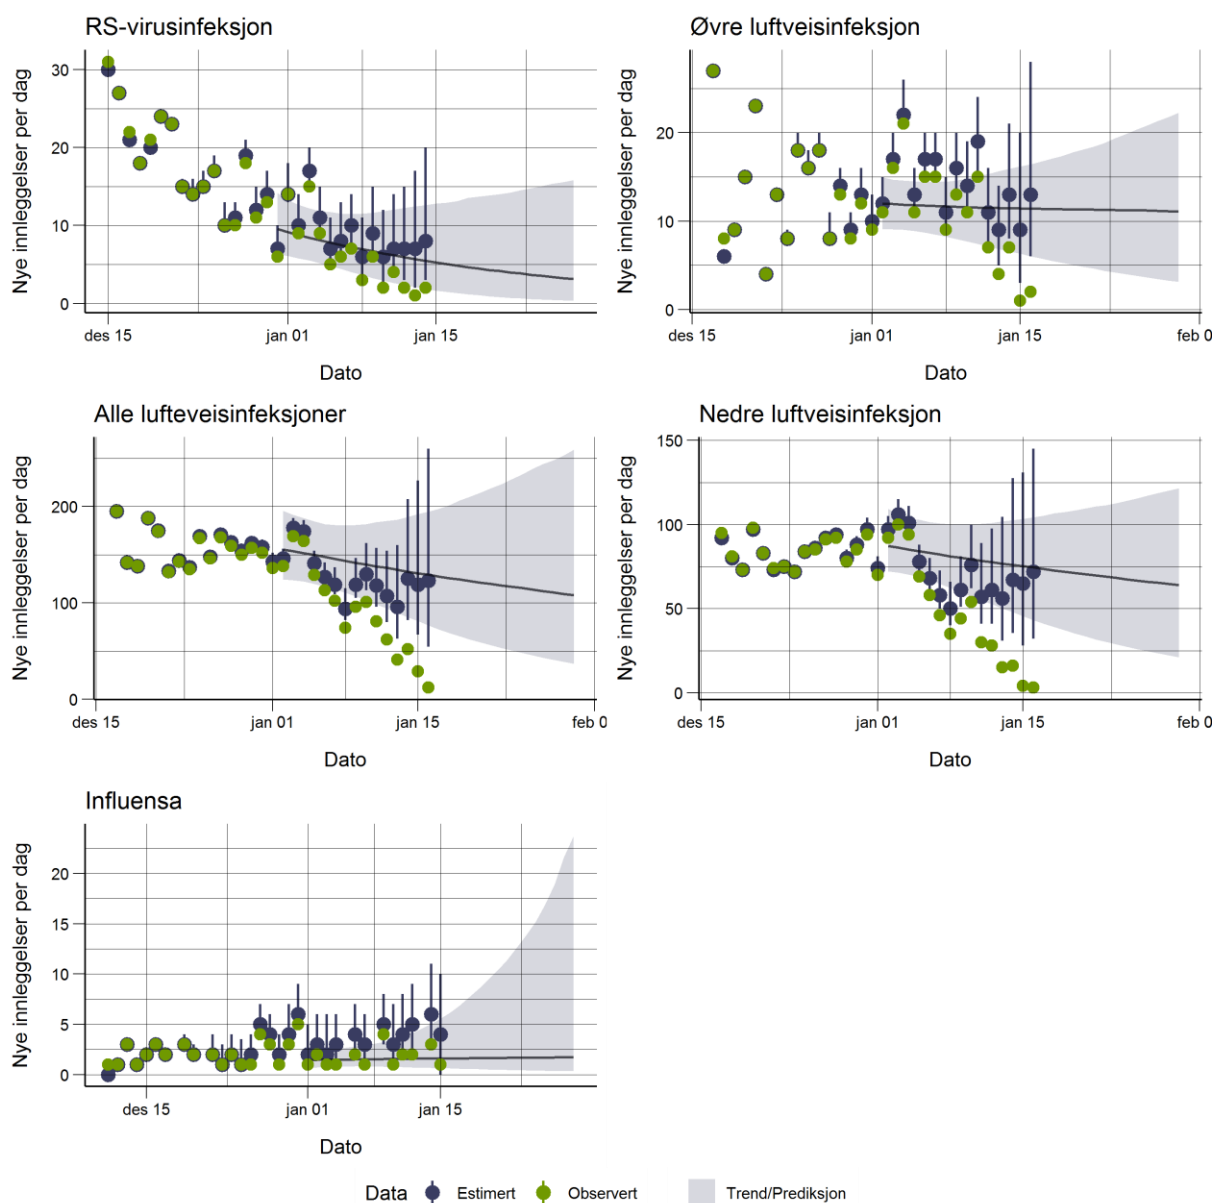 RS-virusinfeksjon
Nye innleggelser per dag
30
20
10
0
des 15
jan 01
jan 15
Dato
Øvre luftveisinfeksjon
Nye innleggelser per dag
20
10
0
des 15
jan 01
jan 15
feb 0
Dato
Alle lufteveisinfeksjoner
Nye innleggelser per dag
200
100
0
des 15
jan 01
jan 15
feb 0
Dato
Nedre luftveisinfeksjon
Nye innleggelser per dag
150
100
50
0
des 15
jan 01
jan 15
feb 0
Dato
Influensa
Nye innleggelser per dag
20
15
10
5
0
des 15
jan 01
jan 15
Dato
Data Estimert Observert Trend/Prediksjon